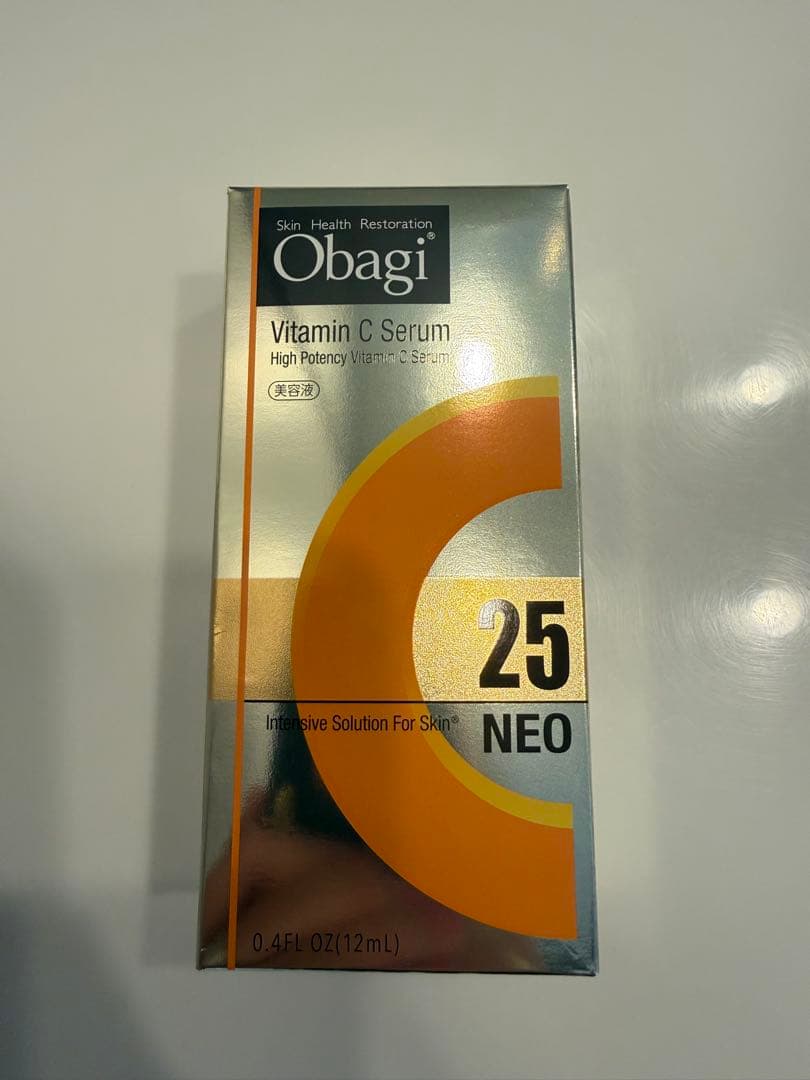 Skin Health Restoration
Obagi®
Vitamin C Serum
High Potency Vitamin C Serum
美容液
25
Intensive Solution For Skin®
NEO
0.4FL OZ(12mL)